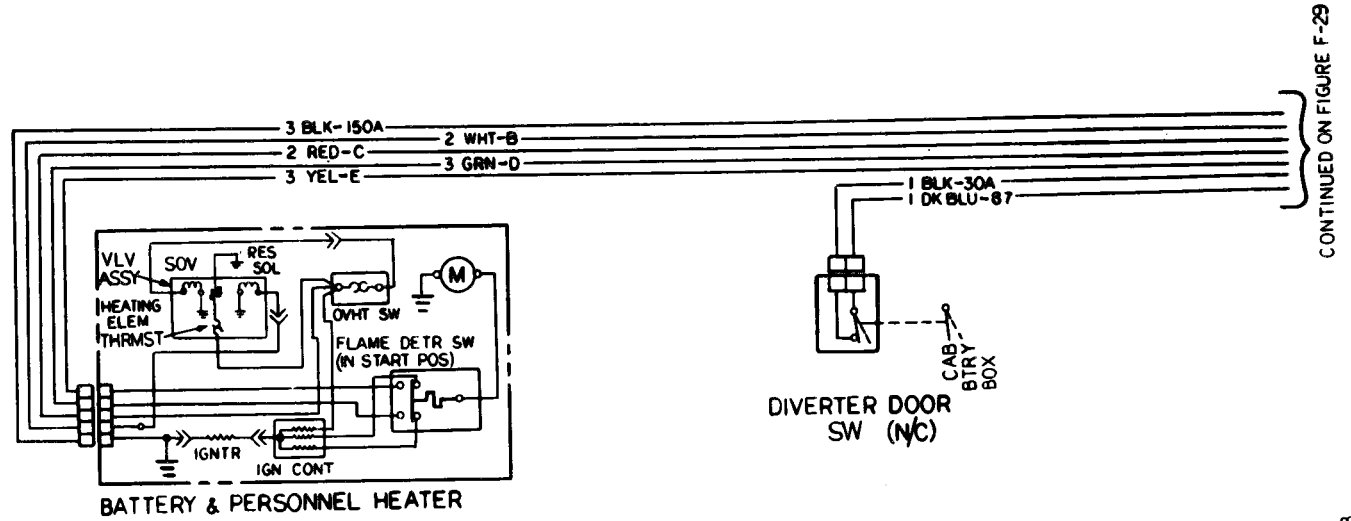 CONTINUED ON FIGURE F-29
3 BLK-150A
2 WHT-B
2 RED-C
3 GRN-D
3 YEL-E
1 BLK-30A
1 DK BLU-87
VLV
ASSY
SOV
RES
SOL
HEATING
ELEM
THRMST
OVHT SW
M
FLAME DETR SW
(IN START POS)
IGNTR
IGN CONT
BATTERY & PERSONNEL HEATER
CAB
BTRY
BOX
DIVERTER DOOR
SW (N/C)